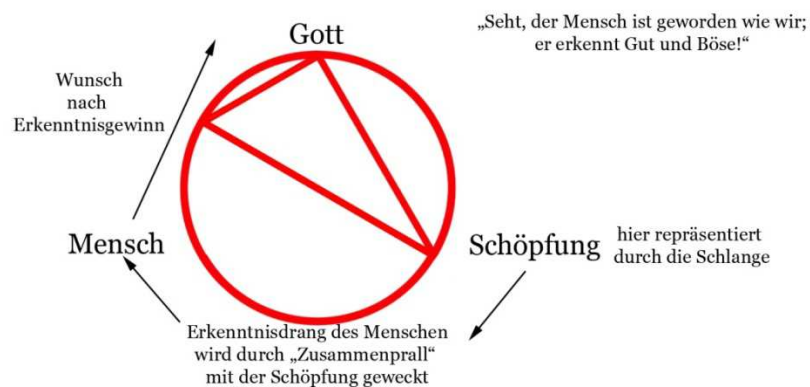 Gott
„Seht, der Mensch ist geworden wie wir;
er erkennt Gut und Böse!“
Wunsch
nach
Erkenntnisgewinn
Mensch
Schöpfung
hier repräsentiert
durch die Schlange
Erkenntnisdrang des Menschen
wird durch „Zusammenprall“
mit der Schöpfung geweckt